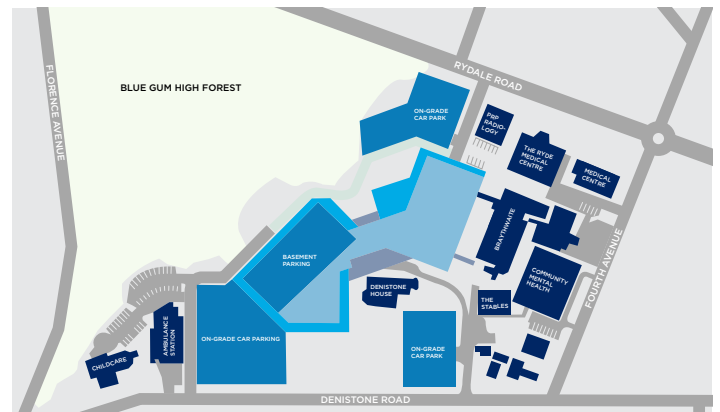 RYDALE ROAD
FLORENCE AVENUE
BLUE GUM HIGH FOREST
ON-GRADE
CAR PARK
PRP
RADIO-
LOGY
THE RYDE
MEDICAL
CENTRE
MEDICAL
CENTRE
BRAYTHWAITE
FOURTH AVENUE
BASEMENT
PARKING
COMMUNITY
MENTAL
HEALTH
DENISTONE
HOUSE
THE
STABLES
AMBULANCE
STATION
ON-GRADE CAR PARKING
ON-GRADE
CAR PARK
CHILDCARE
DENISTONE ROAD